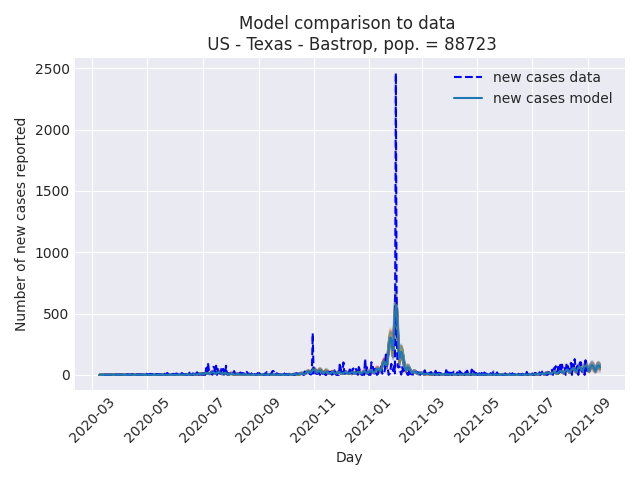 Model comparison to data
US - Texas - Bastrop, pop. = 88723
new cases data
new cases model
Number of new cases reported
2500
2000
1500
1000
500
0
2020-03
2020-05
2020-07
2020-09
2020-11
2021-01
2021-03
2021-05
2021-07
2021-09
Day